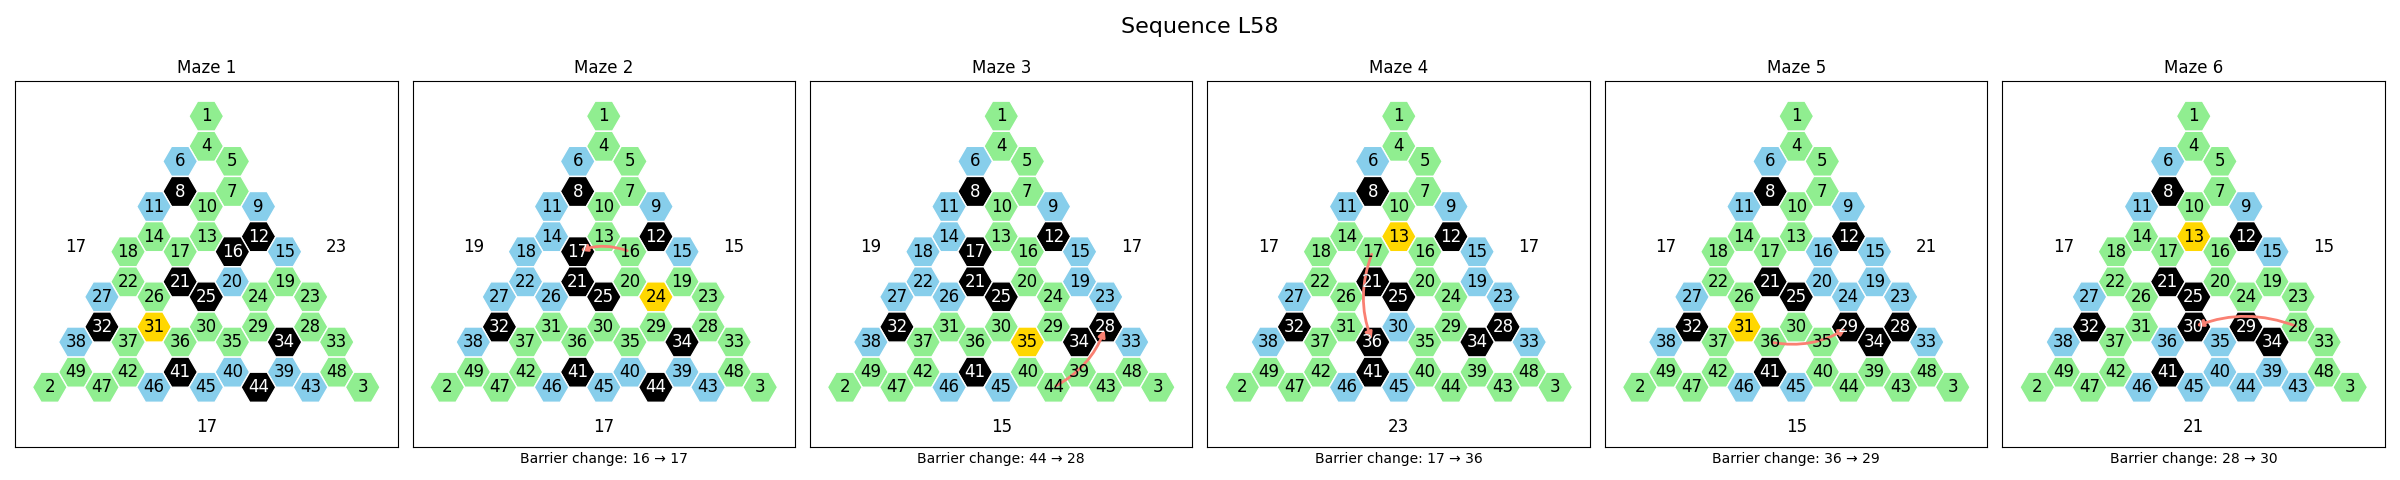 Sequence L58
Maze 1 Maze 2 Maze 3 Maze 4 Maze 5 Maze 6
1 1 1 1 1 1
4 4 4 4 4 4
6 5 6 5 6 5 6 5 6 5 6 5
8 7 8 7 8 7 8 7 8 7 8 7
11 10 9 11 10 9 11 10 9 11 10 9 11 10 9 11 10 9
14 13 12 14 13 12 14 13 12 14 13 12 14 13 12 14 13 12
17 18 17 16 15 23 19 18 17 16 15 15 19 18 17 16 15 17 17 18 17 16 15 17 17 18 17 16 15 21 17 18 17 16 15 15
22 21 20 19 22 21 20 19 22 21 20 19 22 21 20 19 22 21 20 19 22 21 20 19
27 26 25 24 23 27 26 25 24 23 27 26 25 24 23 27 26 25 24 23 27 26 25 24 23 27 26 25 24 23
32 31 30 29 28 32 31 30 29 28 32 31 30 29 28 32 31 30 29 28 32 31 30 29 28 32 31 30 29 28
38 37 36 35 34 33 38 37 36 35 34 33 38 37 36 35 34 33 38 37 36 35 34 33 38 37 36 35 34 33 38 37 36 35 34 33
49 42 41 40 39 48 49 42 41 40 39 48 49 42 41 40 39 48 49 42 41 40 39 48 49 42 41 40 39 48 49 42 41 40 39 48
2 47 46 45 44 43 3 2 47 46 45 44 43 3 2 47 46 45 44 43 3 2 47 46 45 44 43 3 2 47 46 45 44 43 3 2 47 46 45 44 43 3
17 17 15 23 15 21
Barrier change: 16 → 17 Barrier change: 44 → 28 Barrier change: 17 → 36 Barrier change: 36 → 29 Barrier change: 28 → 30